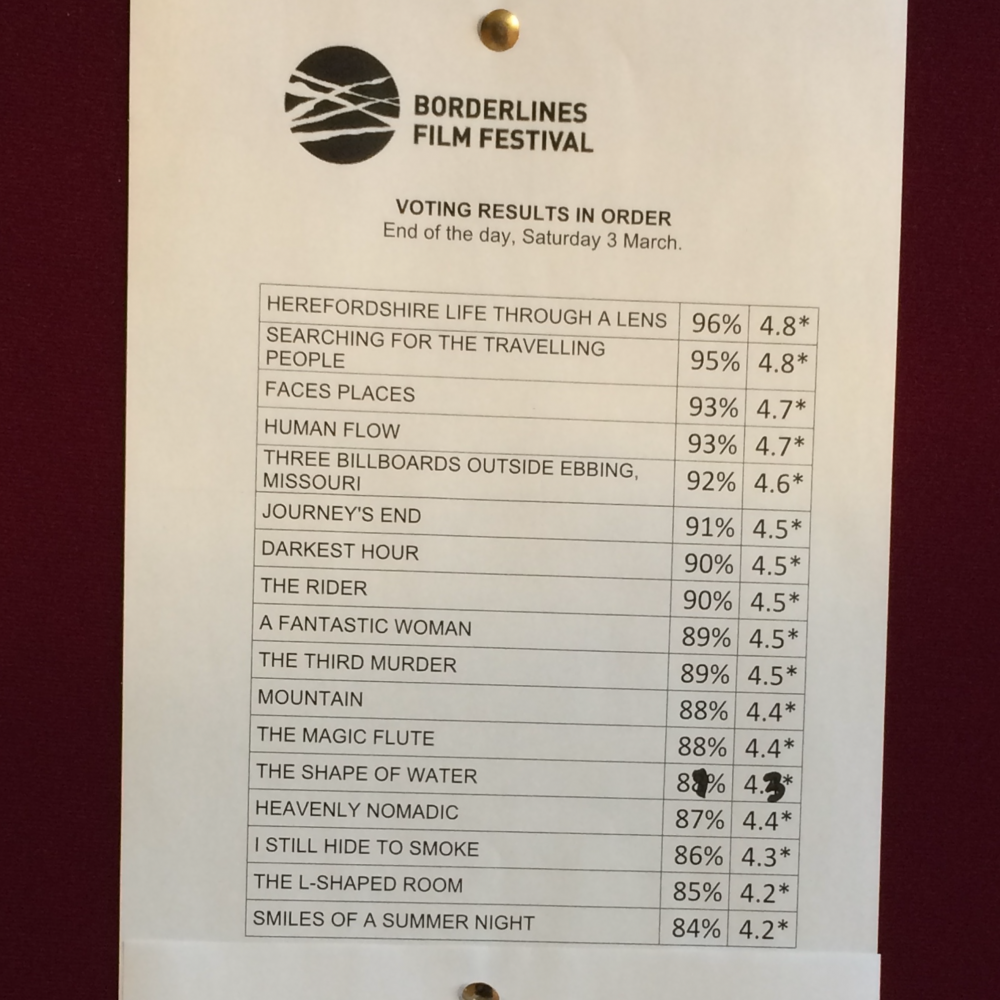 BORDERLINES
FILM FESTIVAL
VOTING RESULTS IN ORDER
End of the day, Saturday 3 March.
HEREFORDSHIRE LIFE THROUGH A LENS 96% 4.8*
SEARCHING FOR THE TRAVELLING
PEOPLE 95% 4.8*
FACES PLACES 93% 4.7*
HUMAN FLOW 93% 4.7*
THREE BILLBOARDS OUTSIDE EBBING,
MISSOURI 92% 4.6*
JOURNEY'S END 91% 4.5*
DARKEST HOUR 90% 4.5*
THE RIDER 90% 4.5*
A FANTASTIC WOMAN 89% 4.5*
THE THIRD MURDER 89% 4.5*
MOUNTAIN 88% 4.4*
THE MAGIC FLUTE 88% 4.4*
THE SHAPE OF WATER 4.3*
HEAVENLY NOMADIC 87% 4.4*
I STILL HIDE TO SMOKE 86% 4.3*
THE L-SHAPED ROOM 85% 4.2*
SMILES OF A SUMMER NIGHT 84% 4.2*